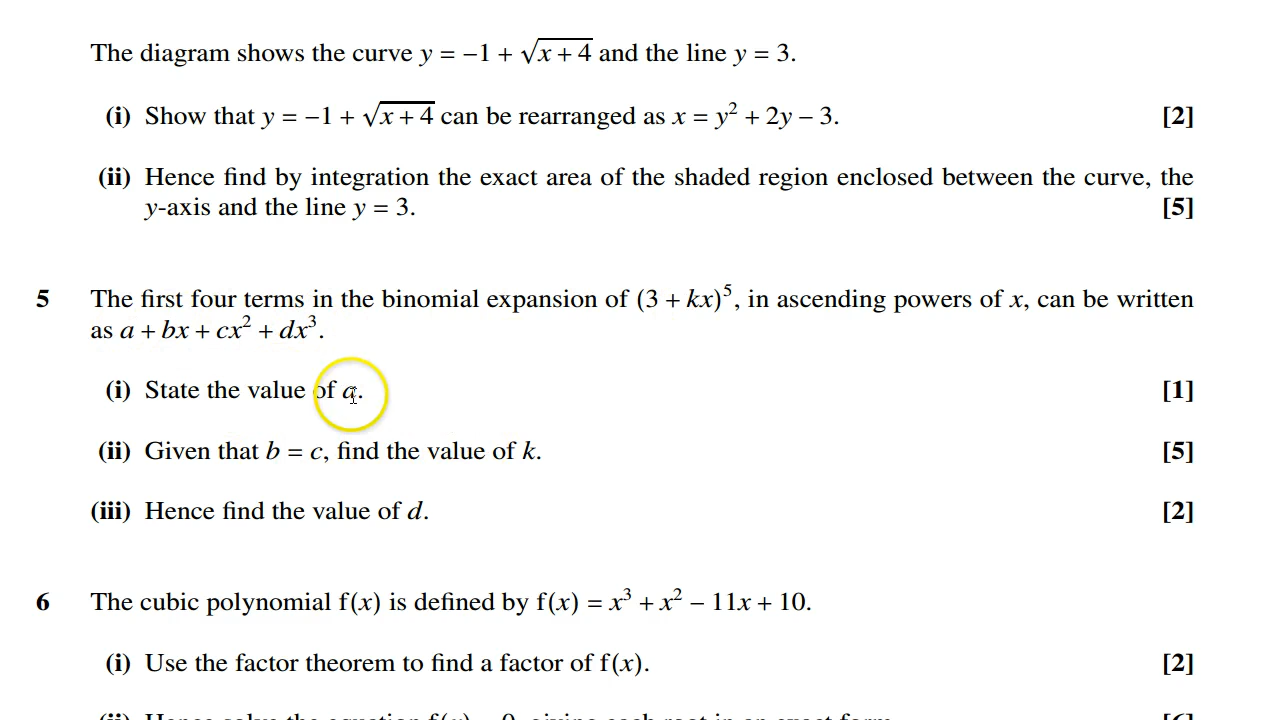 The diagram shows the curve y = −1 + √(x + 4) and the line y = 3.
(i) Show that y = −1 + √(x + 4) can be rearranged as x = y² + 2y − 3. [2]
(ii) Hence find by integration the exact area of the shaded region enclosed between the curve, the
y-axis and the line y = 3. [5]
5 The first four terms in the binomial expansion of (3 + kx)⁵, in ascending powers of x, can be written
as a + bx + cx² + dx³.
(i) State the value of a. [1]
(ii) Given that b = c, find the value of k. [5]
(iii) Hence find the value of d. [2]
6 The cubic polynomial f(x) is defined by f(x) = x³ + x² − 11x + 10.
(i) Use the factor theorem to find a factor of f(x). [2]